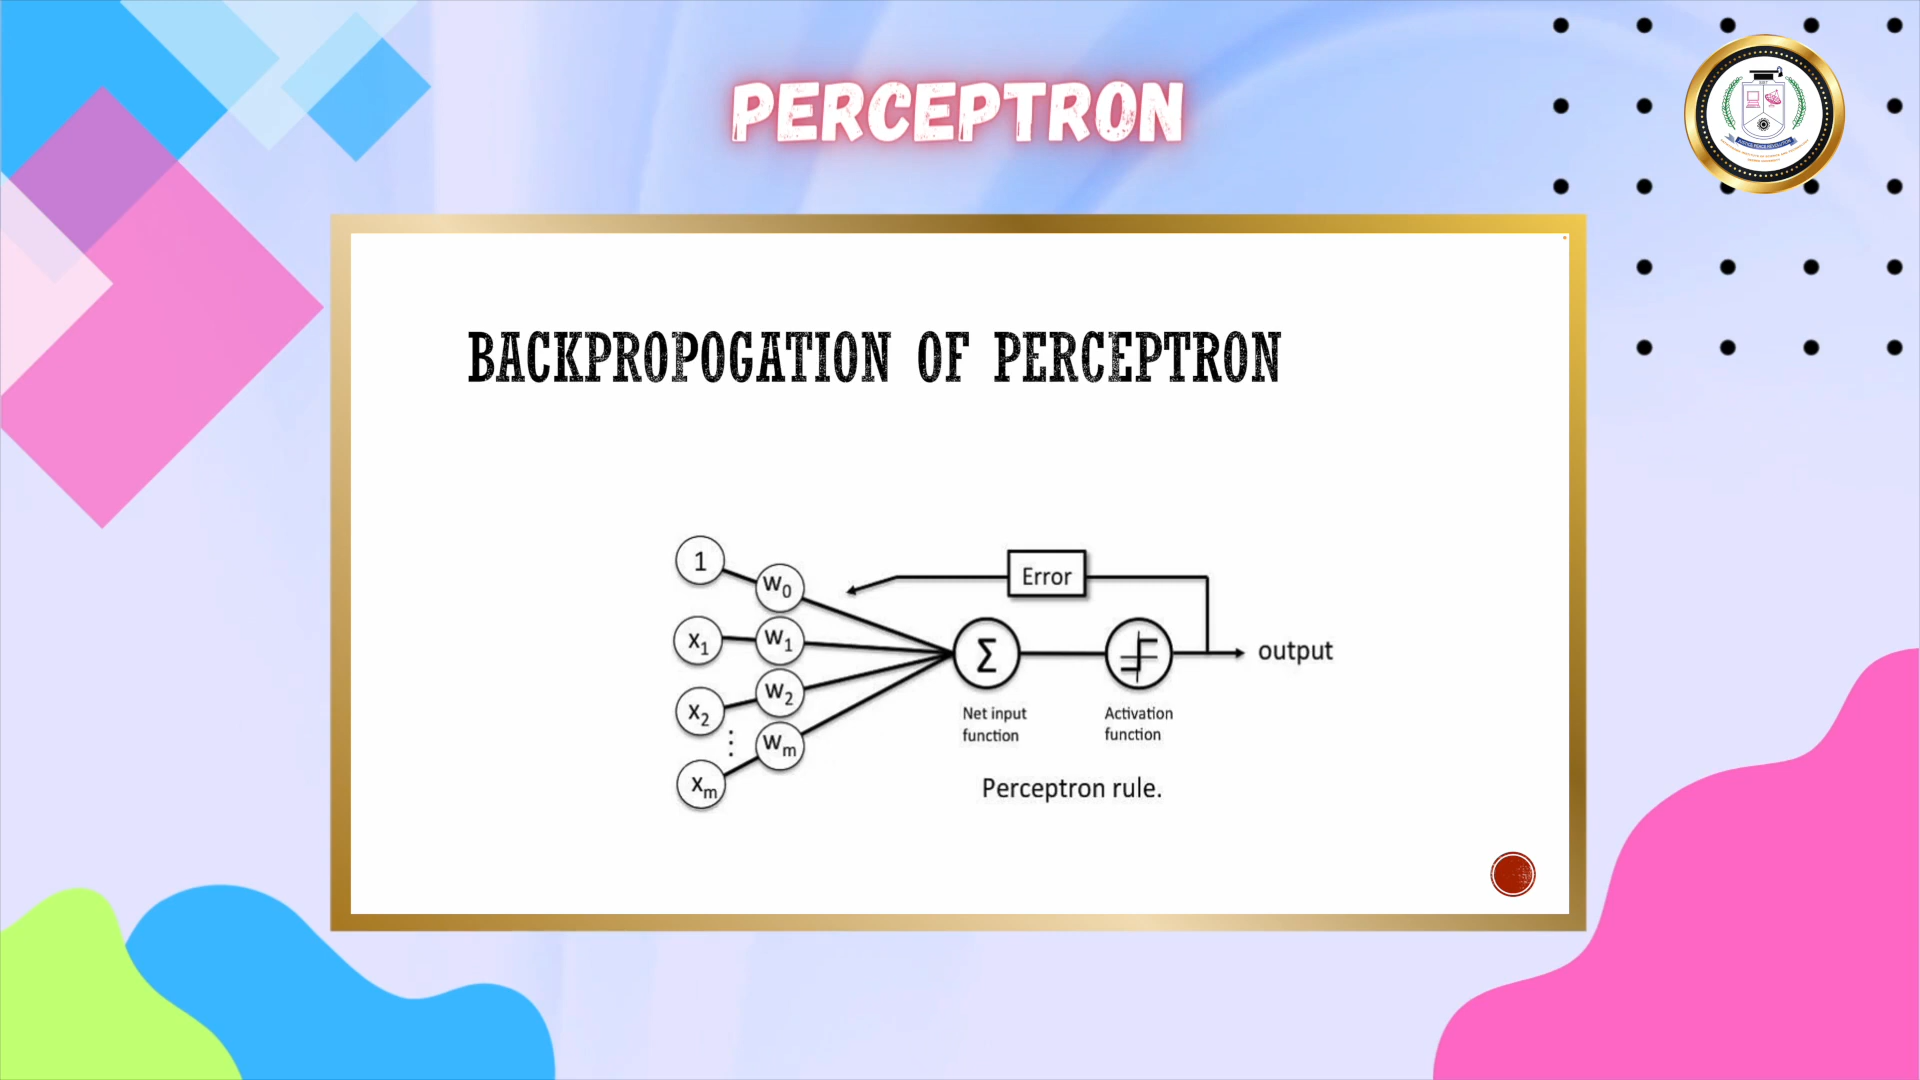 PERCEPTRON
BACKPROPOGATION OF PERCEPTRON
1
w0
Error
x1
w1
Σ
output
x2
w2
Net input
function
Activation
function
⋮
wm
xm
Perceptron rule.